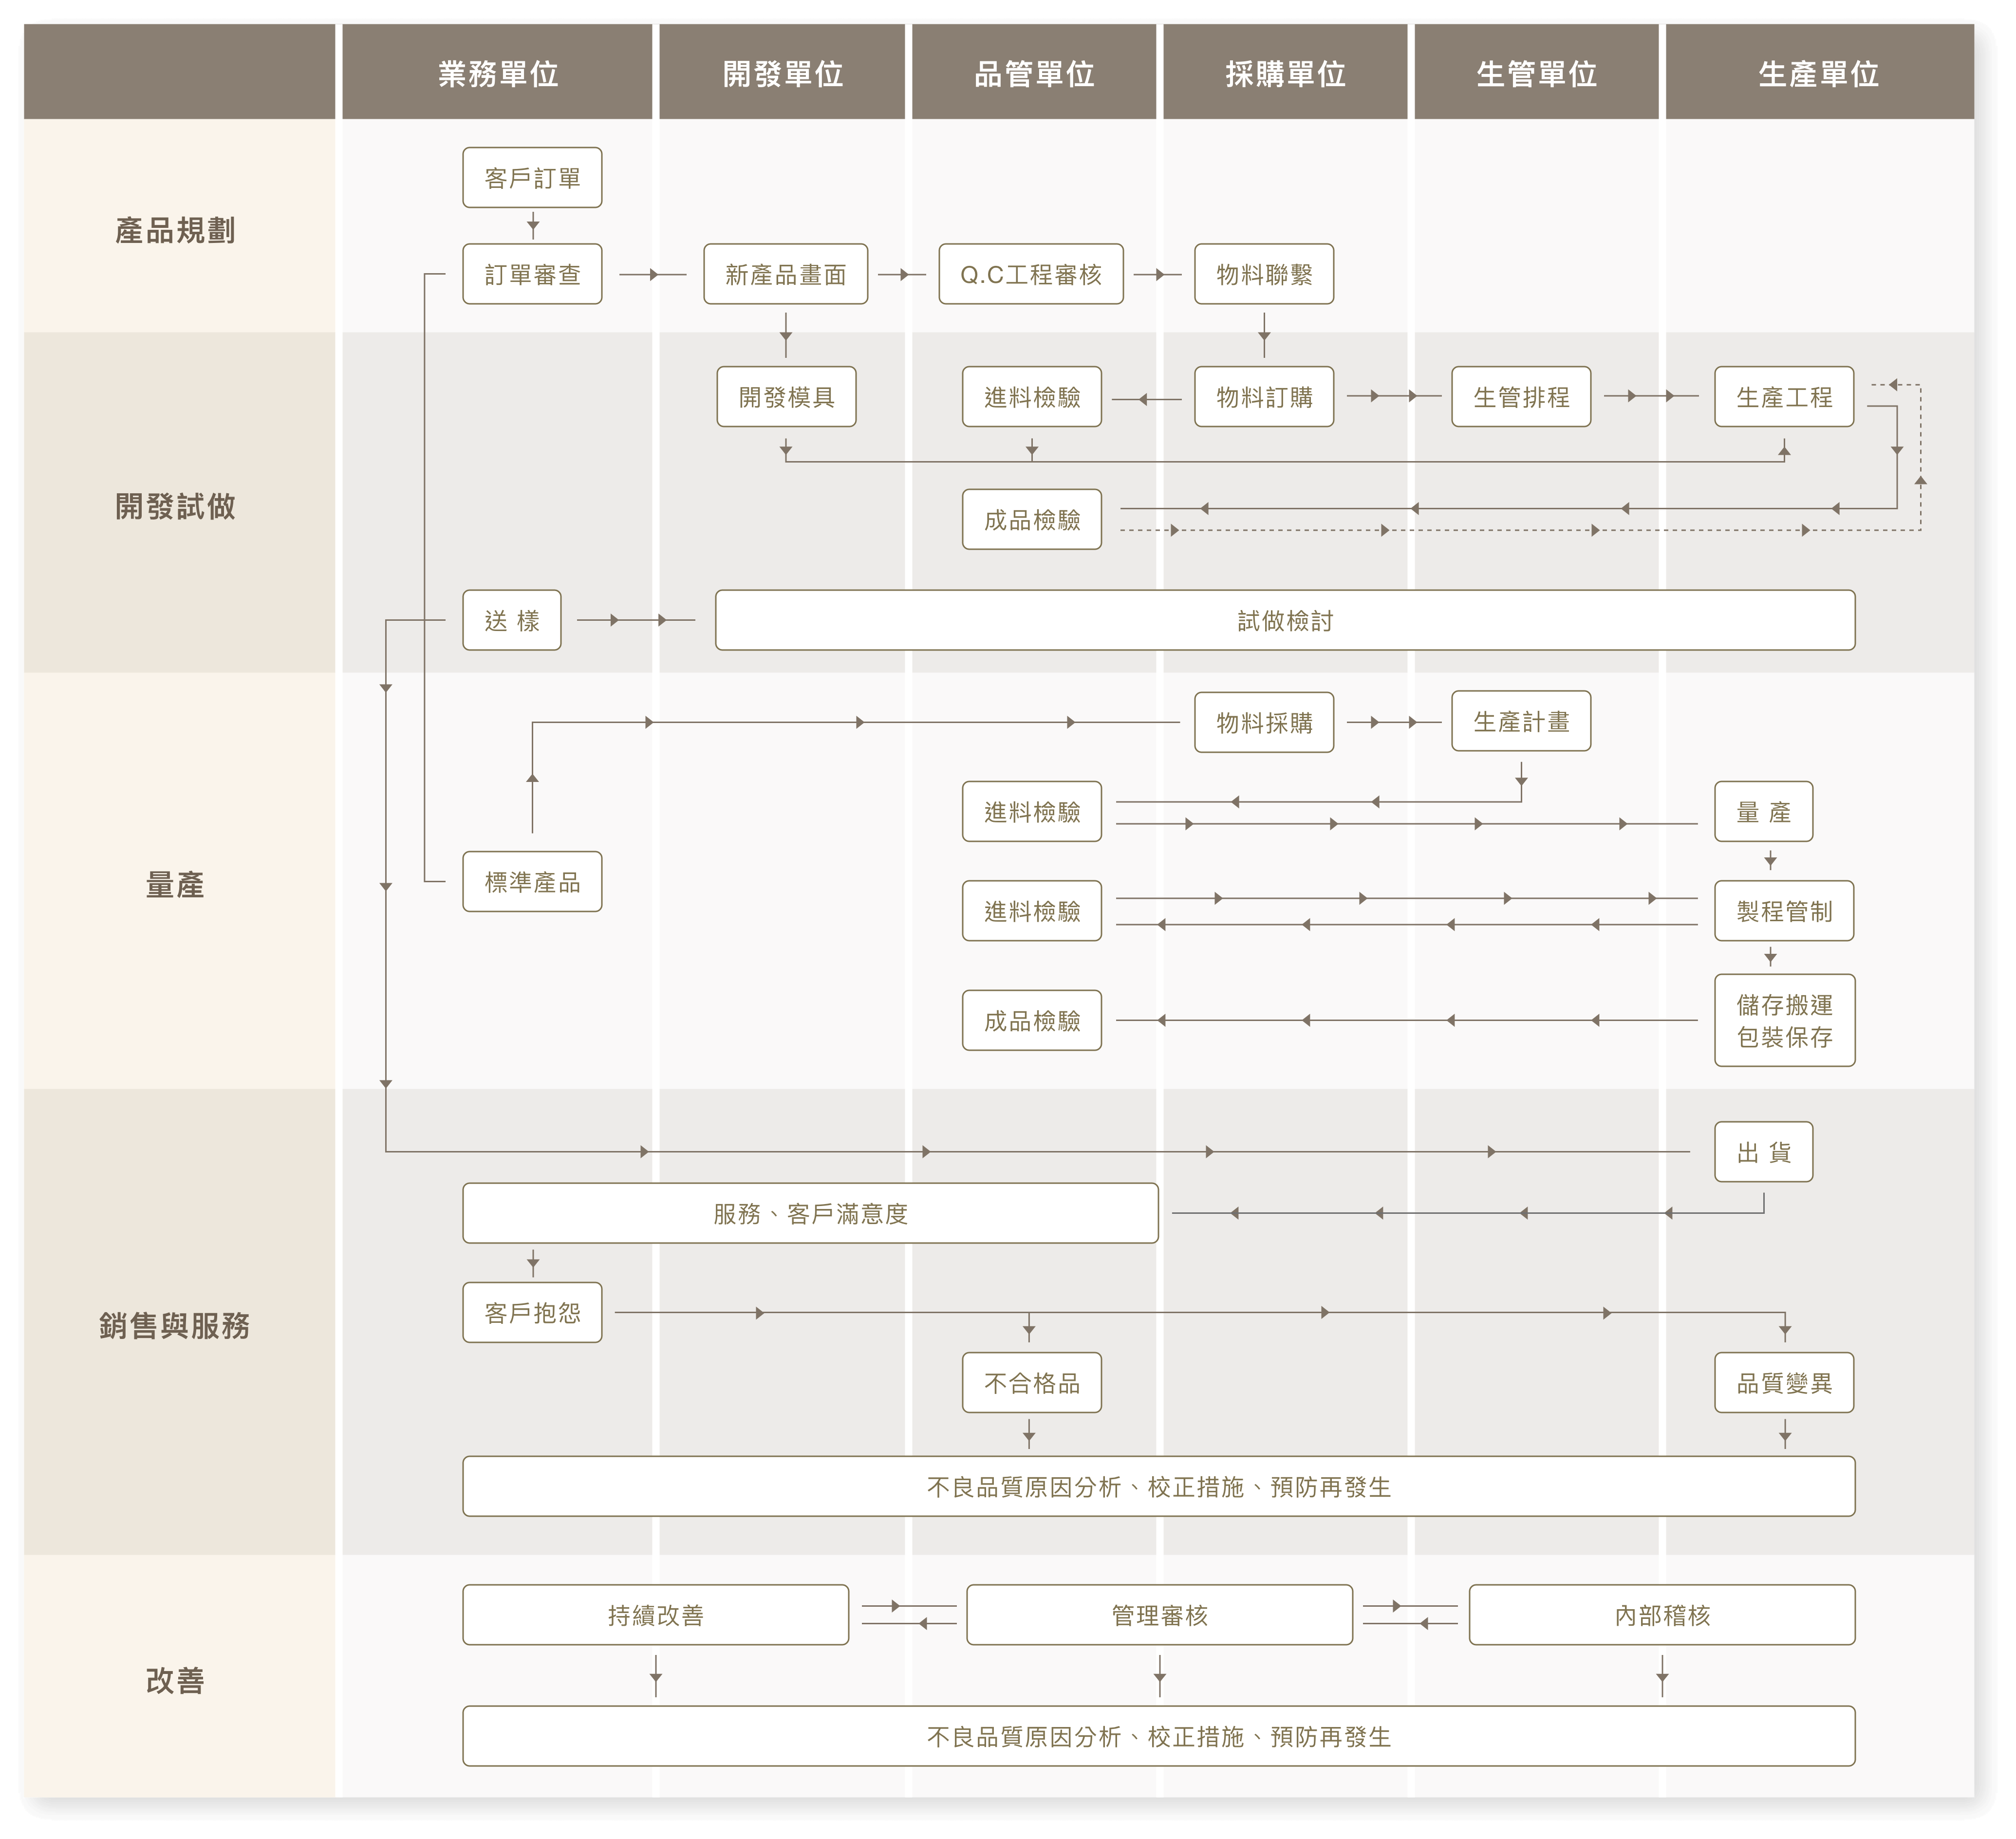 業務單位
開發單位
品管單位
採購單位
生管單位
生產單位
產品規劃
客戶訂單
訂單審查
新產品畫面
Q.C工程審核
物料聯繫
開發試做
開發模具
進料檢驗
物料訂購
生管排程
生產工程
成品檢驗
送 樣
試做檢討
量產
物料採購
生產計畫
進料檢驗
量 產
標準產品
進料檢驗
製程管制
成品檢驗
儲存搬運
包裝保存
銷售與服務
出 貨
服務、客戶滿意度
客戶抱怨
不合格品
品質變異
不良品質原因分析、校正措施、預防再發生
改善
持續改善
管理審核
內部稽核
不良品質原因分析、校正措施、預防再發生